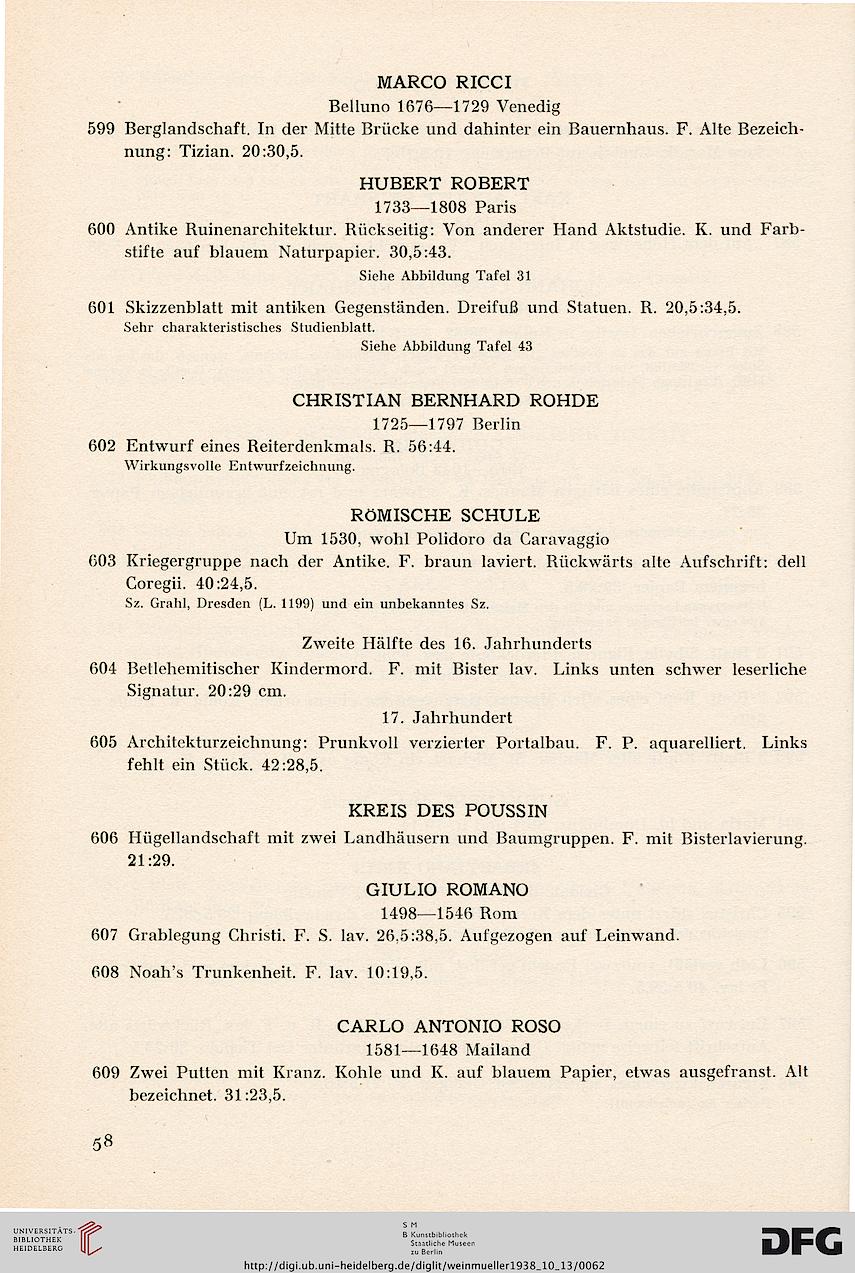 MARCO RICCI
Belluno 1676—1729 Venedig
599 Berglandschaft. In der Mitte Brücke und dahinter ein Bauernhaus. F. Alte Bezeich-
nung: Tizian. 20:30,5.
HUBERT ROBERT
1733—1808 Paris
600 Antike Ruinenarchitektur. Rückseitig: Von anderer Hand Aktstudie. K. und Farb-
stifte auf blauem Naturpapier. 30,5:43.
Siehe Abbildung Tafel 31
601 Skizzenblatt mit antiken Gegenständen. Dreifuß und Statuen. R. 20,5:34,5.
Sehr charakteristisches Studienblatt.
Siehe Abbildung Tafel 43
CHRISTIAN BERNHARD ROHDE
1725—1797 Berlin
602 Entwurf eines Reiterdenkmals. R. 56:44.
Wirkungsvolle Entwurfzeichnung.
RÖMISCHE SCHULE
Um 1530, wohl Polidoro da Caravaggio
603 Kriegergruppe nach der Antike. F. braun laviert. Rückwärts alte Aufschrift: dell
Coregii. 40:24,5.
Sz. Grahl, Dresden (L. 1199) und ein unbekanntes Sz.
Zweite Hälfte des 16. Jahrhunderts
604 Betlehemitischer Kindermord. F. mit Bister lav. Links unten schwer leserliche
Signatur. 20:29 cm.
17. Jahrhundert
605 Architekturzeichnung: Prunkvoll verzierter Portalbau. F. P. aquarelliert. Links
fehlt ein Stück. 42:28,5.
KREIS DES POUSSIN
606 Hügellandschaft mit zwei Landhäusern und Baumgruppen. F. mit Bisterlavierung.
21:29.
GIULIO ROMANO
1498—1546 Rom
607 Grablegung Christi. F. S. lav. 26,5:38,5. Aufgezogen auf Leinwand.
608 Noah's Trunkenheit. F. lav. 10:19,5.
CARLO ANTONIO ROSO
1581—1648 Mailand
609 Zwei Putten mit Kranz. Kohle und K. auf blauem Papier, etwas ausgefranst. Alt
bezeichnet. 31:23,5.
58
UNIVERSITÄTS-
BIBLIOTHEK
HEIDELBERG
S M
B Kunstbibliothek
Staatliche Museen
zu Berlin
DFG
http://digi.ub.uni-heidelberg.de/diglit/weinmueller1938_10_13/0062